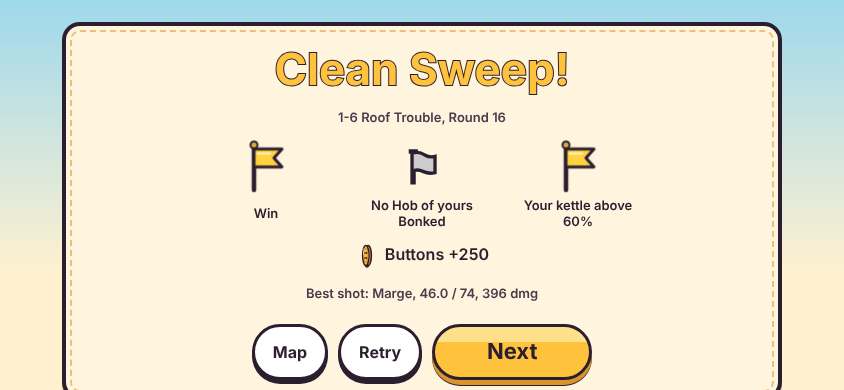 Clean Sweep!
1-6 Roof Trouble, Round 16
Win
No Hob of yours
Bonked
Your kettle above
60%
Buttons +250
Best shot: Marge, 46.0 / 74, 396 dmg
Map
Retry
Next